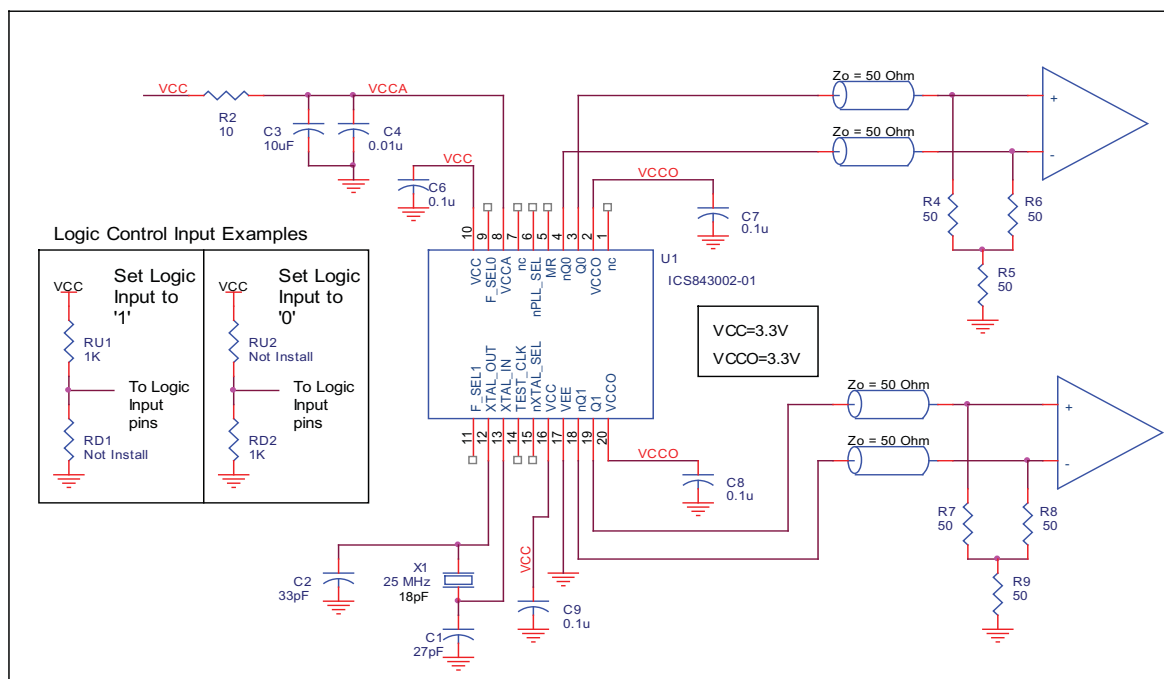 Zo = 50 Ohm
VCC
VCCA
R2
10
C3
10uF
C4
0.01u
+
Zo = 50 Ohm
-
VCC
C6
0.1u
VCCO
C7
0.1u
R4
50
R6
50
R5
50
10
9
8
7
6
5
4
3
2
1
VCC
F_SEL0
VCCA
nc
nPLL_SEL
MR
nQ0
Q0
VCCO
nc
U1
ICS843002-01
Logic Control Input Examples
Set Logic
Input to
'1'
VCC
RU1
1K
To Logic
Input
pins
RD1
Not Install
Set Logic
Input to
'0'
VCC
RU2
Not Install
To Logic
Input
pins
RD2
1K
VCC=3.3V
VCCO=3.3V
F_SEL1
XTAL_OUT
XTAL_IN
TEST_CLK
nXTAL_SEL
VCC
VEE
nQ1
Q1
VCCO
11
12
13
14
15
16
17
18
19
20
Zo = 50 Ohm
+
Zo = 50 Ohm
-
VCCO
C8
0.1u
R7
50
R8
50
R9
50
C2
33pF
X1
25 MHz
18pF
VCC
C9
0.1u
C1
27pF